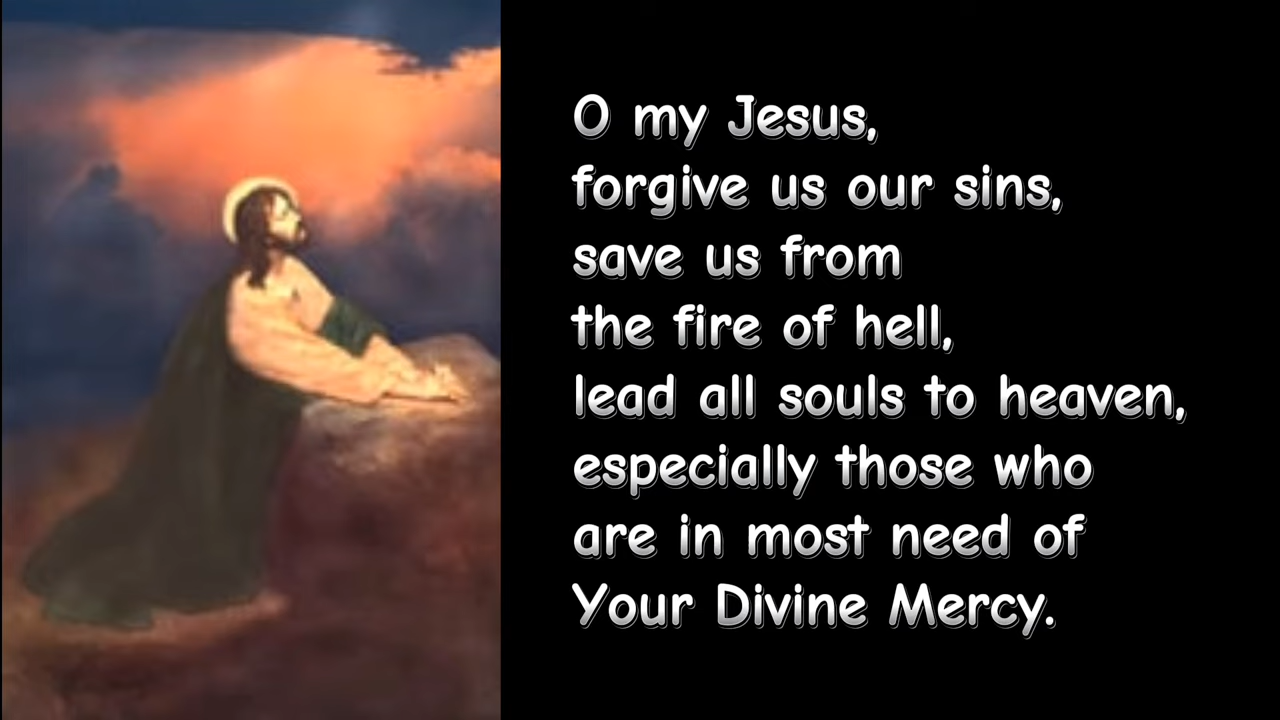 O my Jesus,
forgive us our sins,
save us from
the fire of hell,
lead all souls to heaven,
especially those who
are in most need of
Your Divine Mercy.